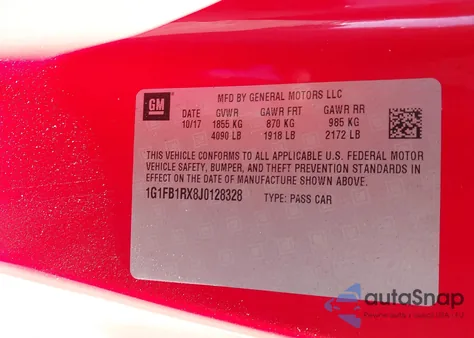 GM
MFD BY GENERAL MOTORS LLC
DATE GVWR GAWR FRT GAWR RR
10/17 1855 KG 870 KG 985 KG
4090 LB 1918 LB 2172 LB
THIS VEHICLE CONFORMS TO ALL APPLICABLE U.S. FEDERAL MOTOR
VEHICLE SAFETY, BUMPER, AND THEFT PREVENTION STANDARDS IN
EFFECT ON THE DATE OF MANUFACTURE SHOWN ABOVE.
1G1FB1RX8J0128328 TYPE: PASS CAR
autoSnap